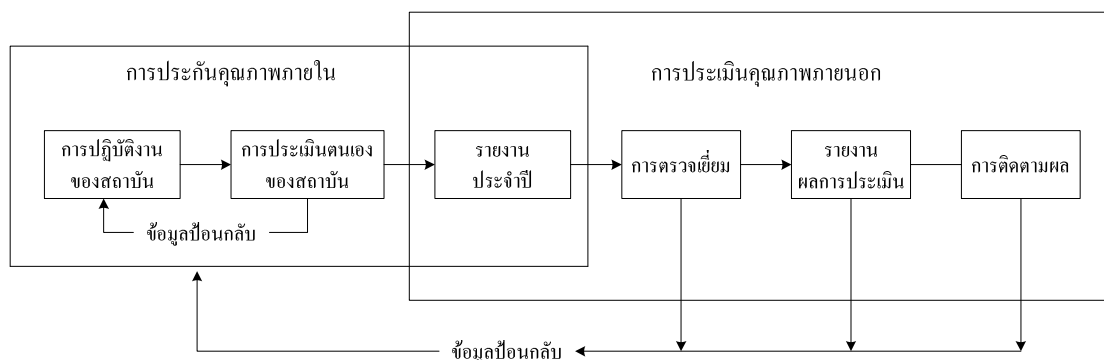 การประกันคุณภาพภายใน
การประเมินคุณภาพภายนอก
การปฏิบัติงาน
ของสถาบัน
การประเมินตนเอง
ของสถาบัน
รายงาน
ประจำปี
การตรวจเยี่ยม
รายงาน
ผลการประเมิน
การติดตามผล
ข้อมูลป้อนกลับ
ข้อมูลป้อนกลับ